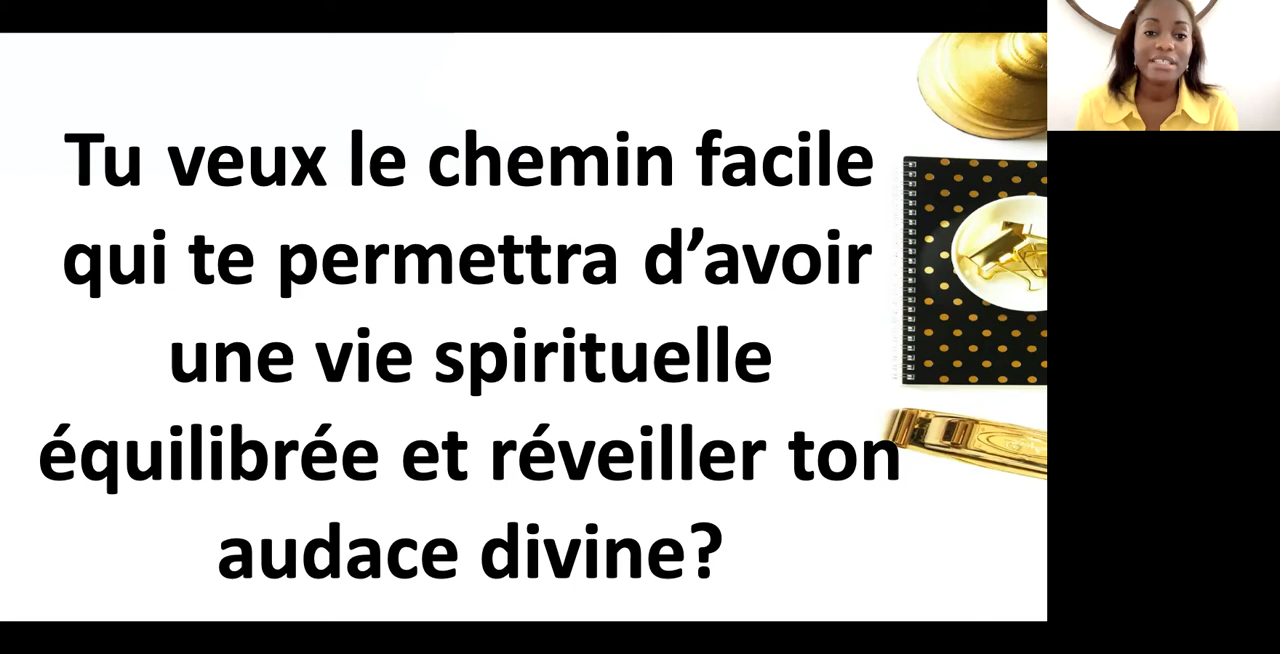 Tu veux le chemin facile
qui te permettra d’avoir
une vie spirituelle
équilibrée et réveiller ton
audace divine?